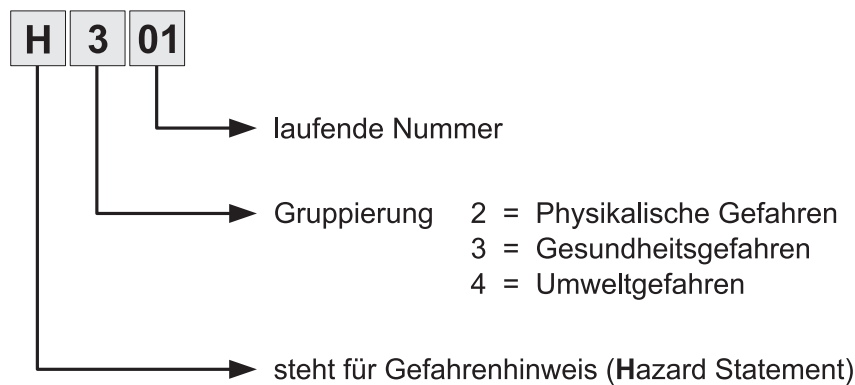 H 3 01
laufende Nummer
Gruppierung 2 = Physikalische Gefahren
3 = Gesundheitsgefahren
4 = Umweltgefahren
steht für Gefahrenhinweis (Hazard Statement)